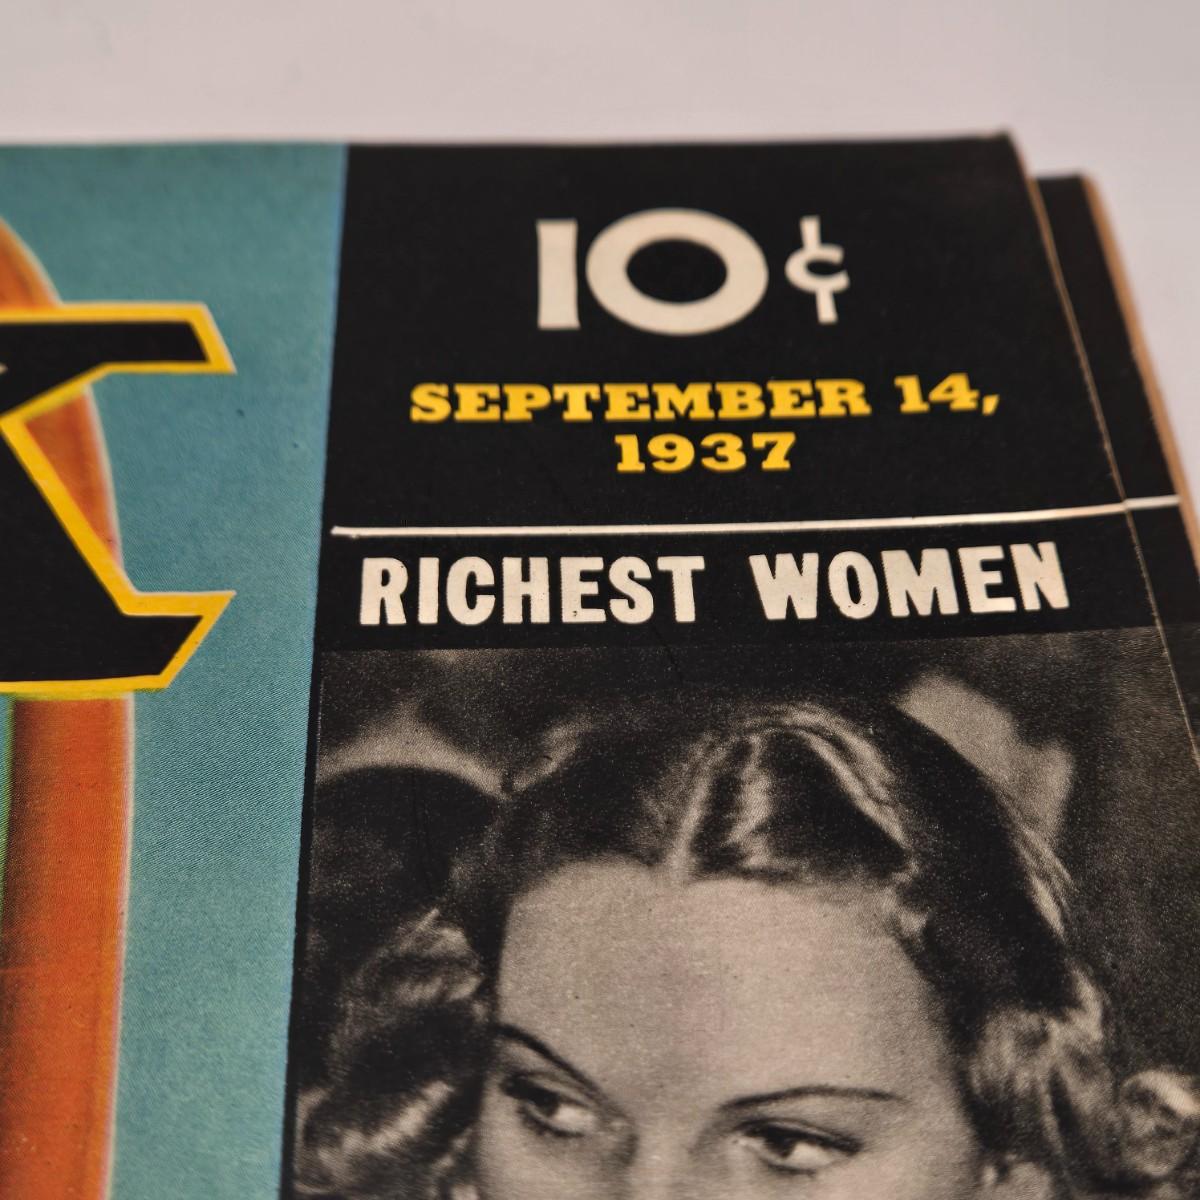 K
10¢
SEPTEMBER 14,
1937
RICHEST WOMEN